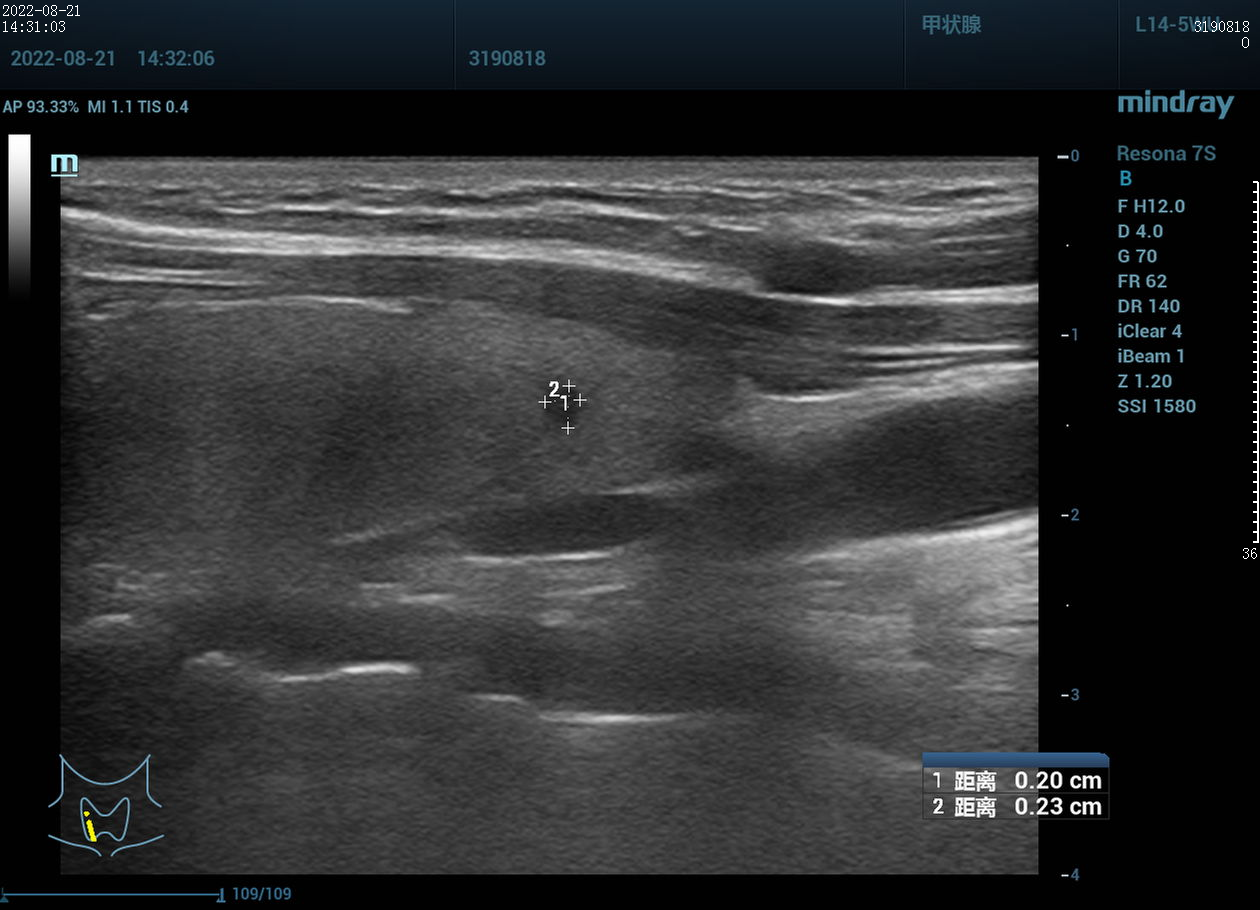 2022-08-21
14:31:03
甲状腺
3190818
0
2022-08-21 14:32:06
3190818
AP 93.33% MI 1.1 TIS 0.4
mindray
m
0
Resona 7S
B
F H12.0
D 4.0
G 70
FR 62
DR 140
iClear 4
1
iBeam 1
Z 1.20
2
1
SSI 1580
2
36
3
1 距离 0.20 cm
2 距离 0.23 cm
4
109/109